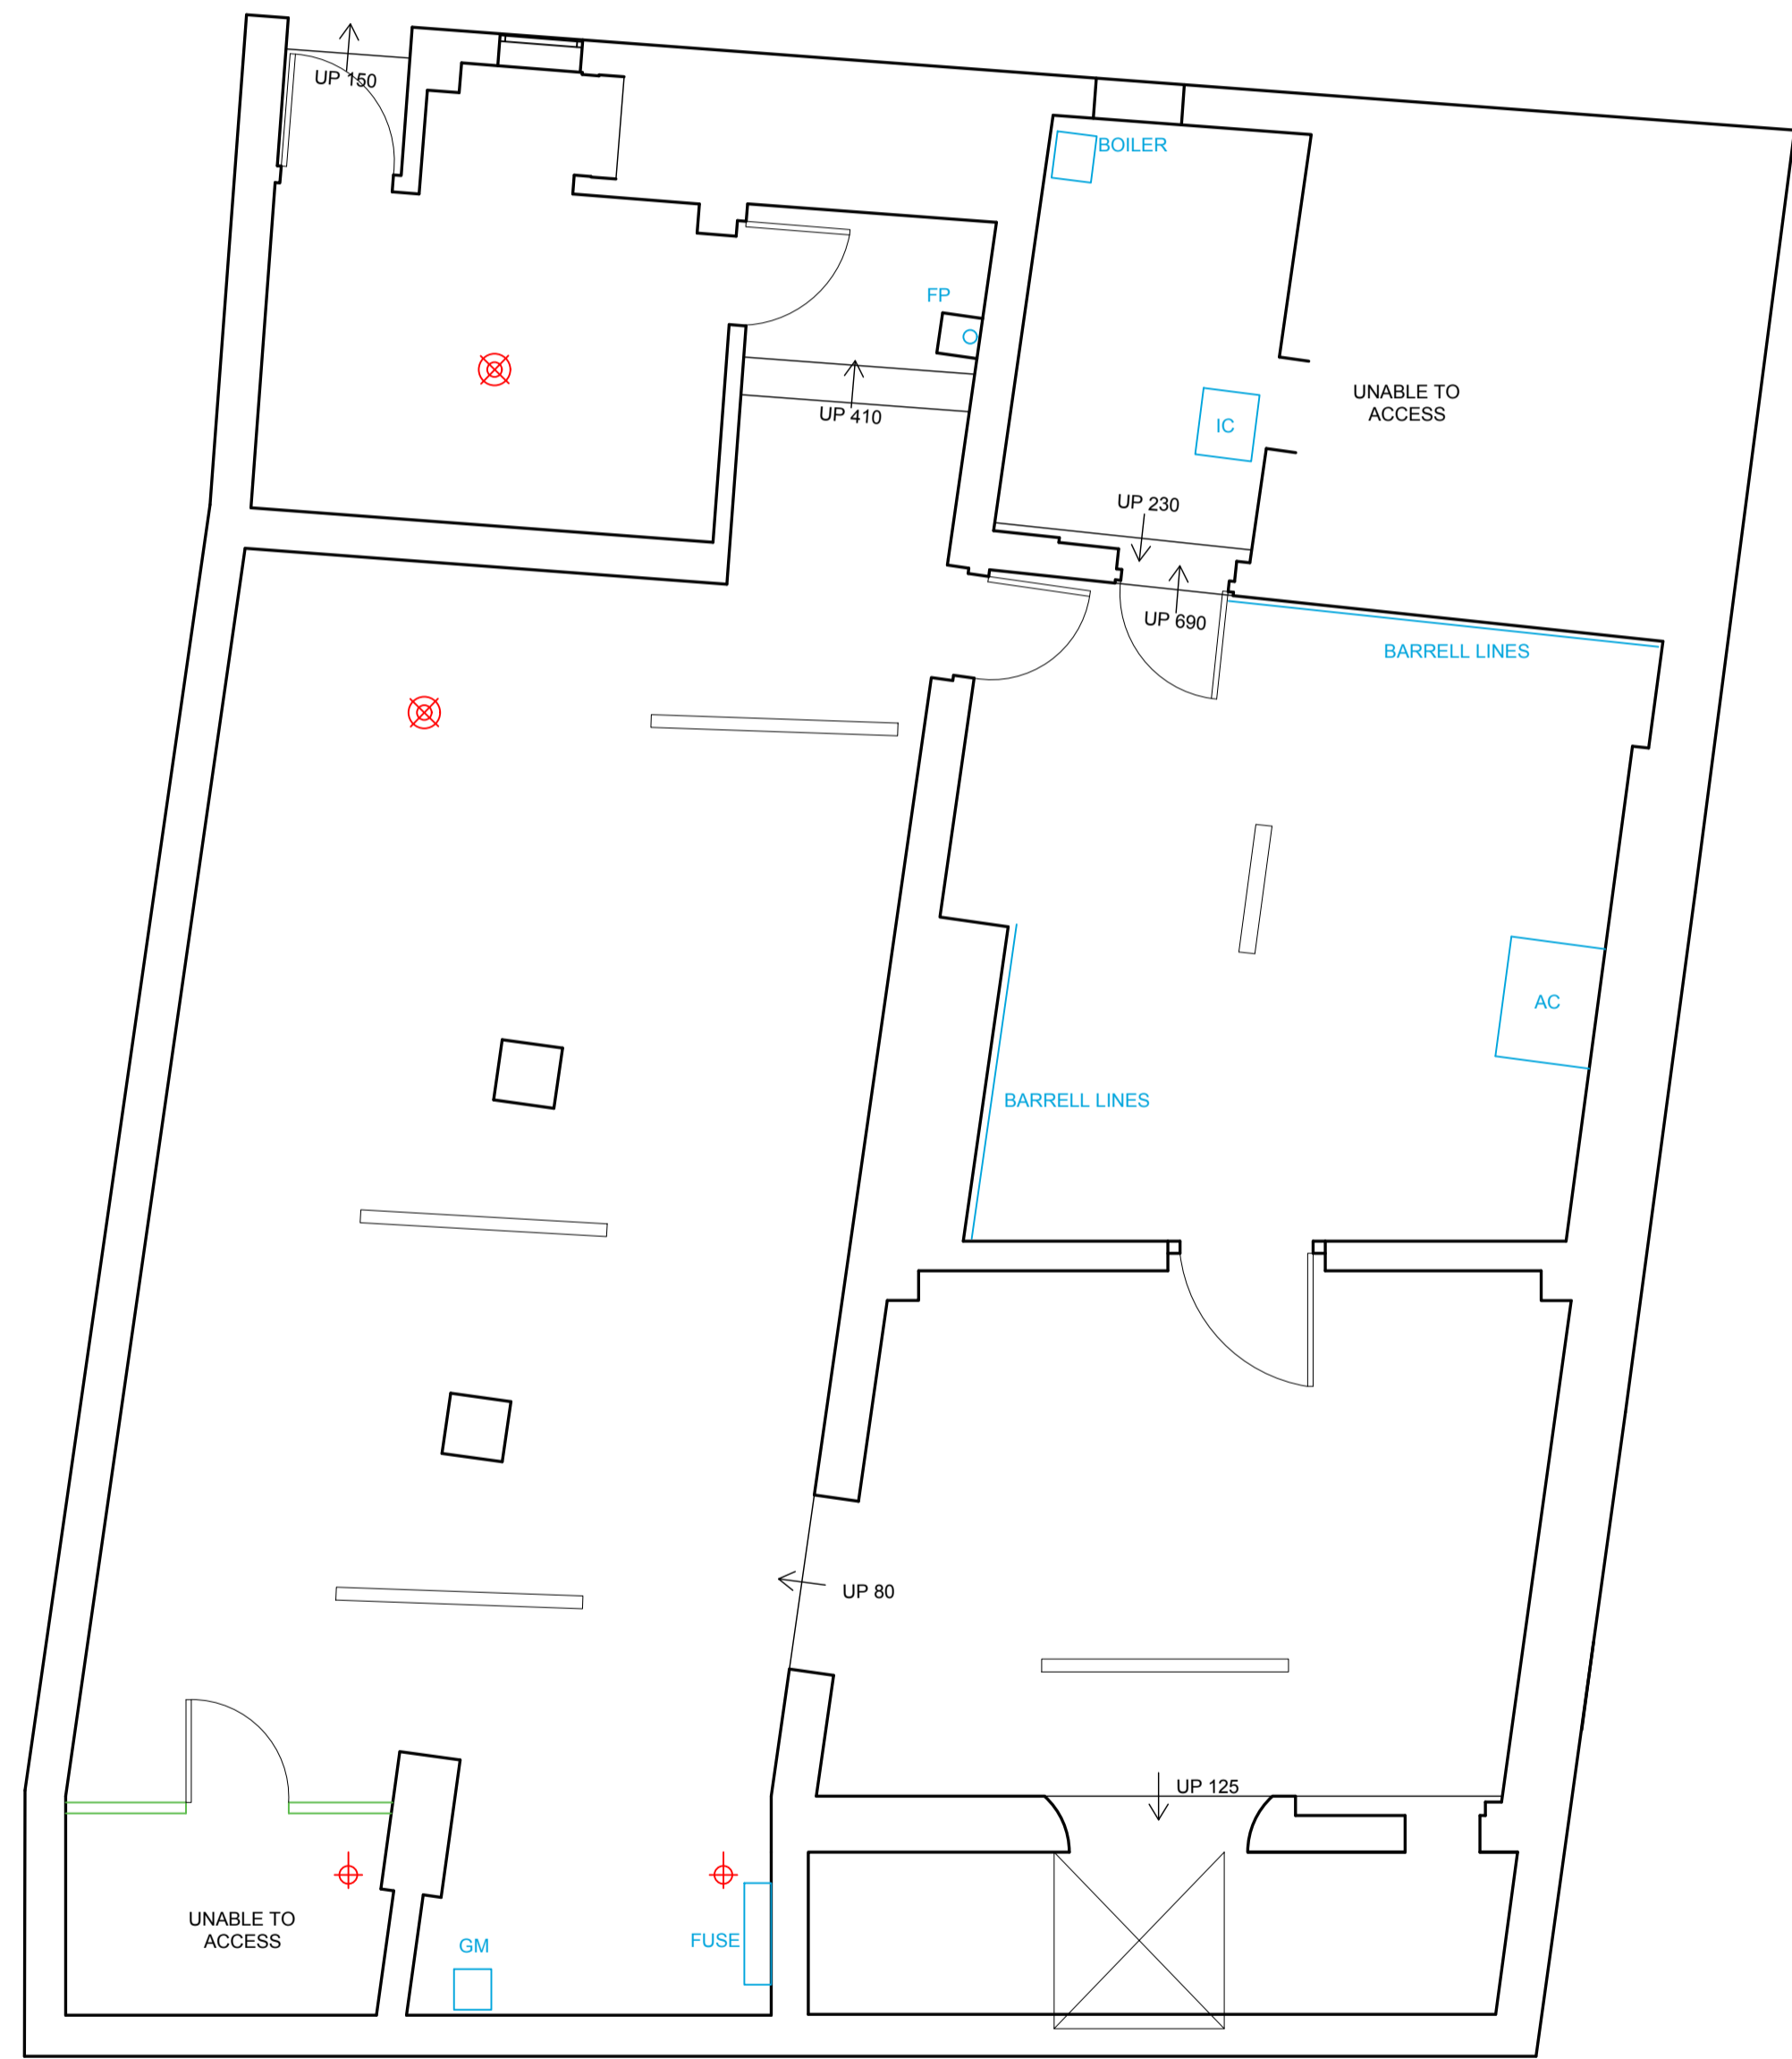 UP 150
BOILER
FP
UNABLE TO
ACCESS
UP 410
IC
UP 230
UP 690
BARRELL LINES
AC
BARRELL LINES
UP 80
UP 125
UNABLE TO
ACCESS
GM
FUSE